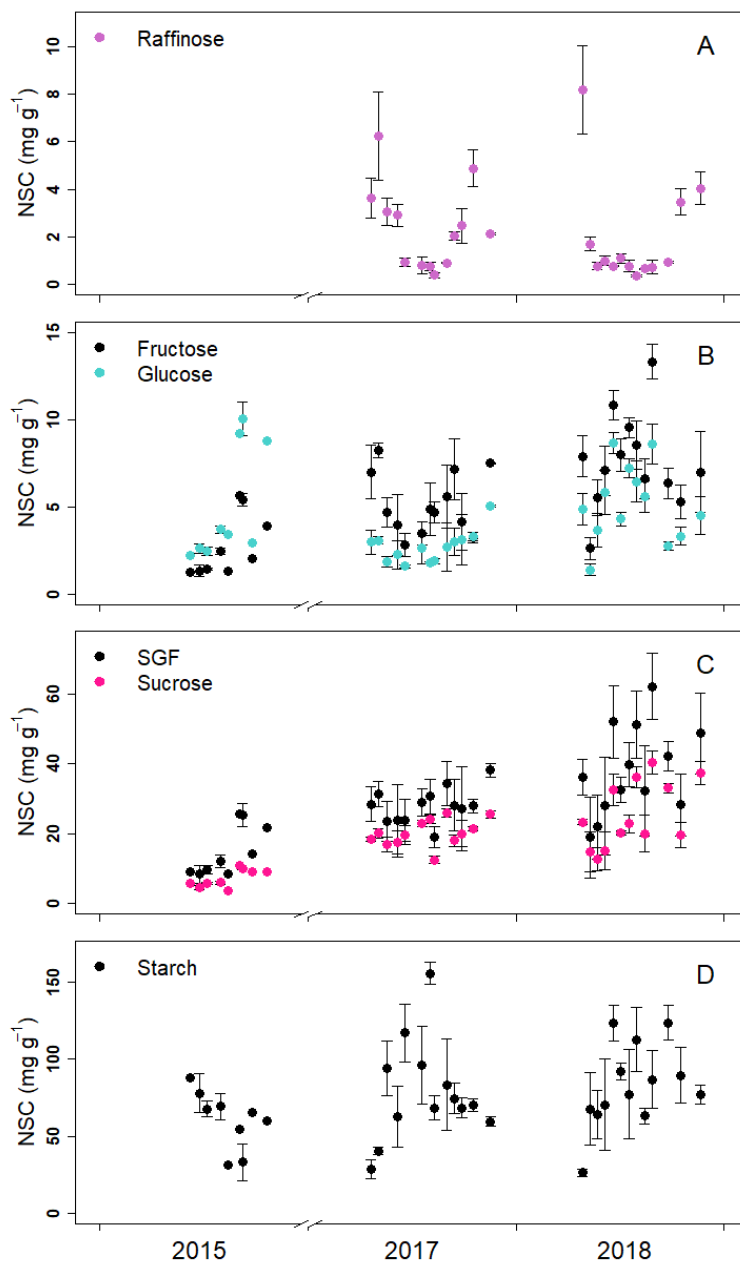 Raffinose
A
NSC (mg g⁻¹)
10
8
6
4
2
0
Fructose
Glucose
B
NSC (mg g⁻¹)
15
10
5
0
SGF
Sucrose
C
NSC (mg g⁻¹)
60
40
20
0
Starch
D
NSC (mg g⁻¹)
150
100
50
0
2015 2017 2018